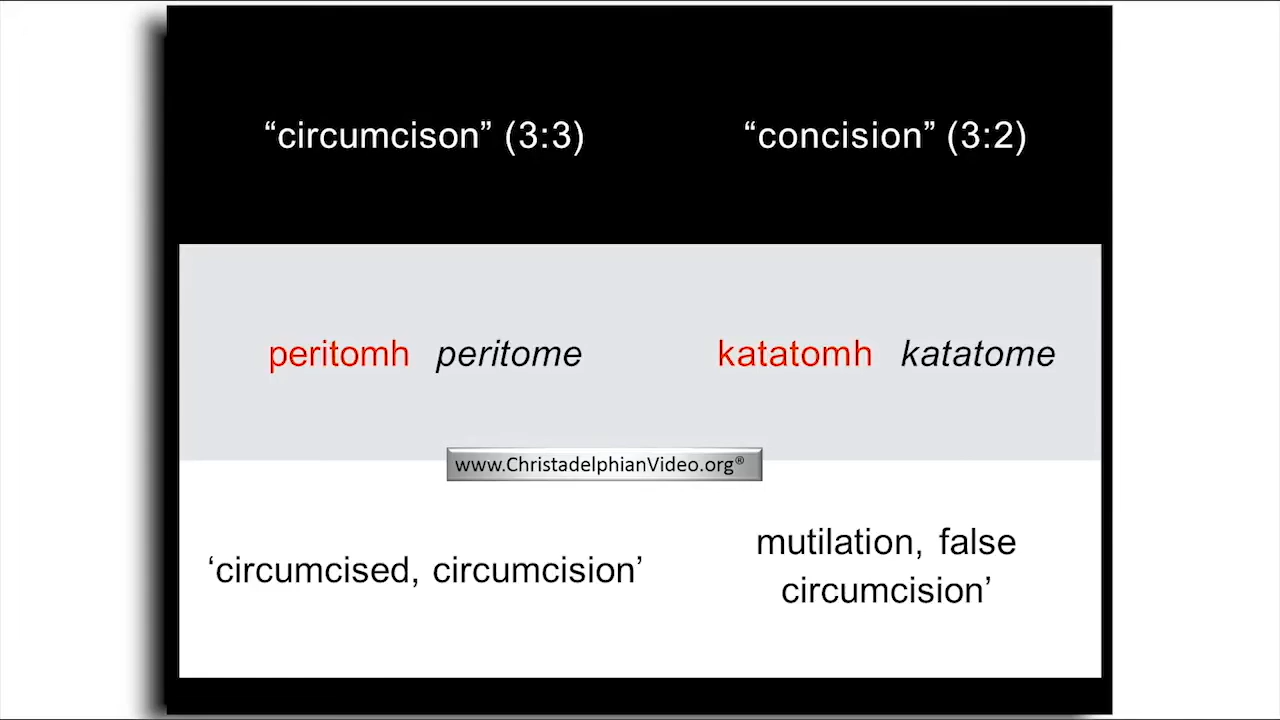 “circumcison” (3:3)
“concision” (3:2)
peritomh peritome
katatomh katatome
www.ChristadelphianVideo.org®
‘circumcised, circumcision’
mutilation, false
circumcision’